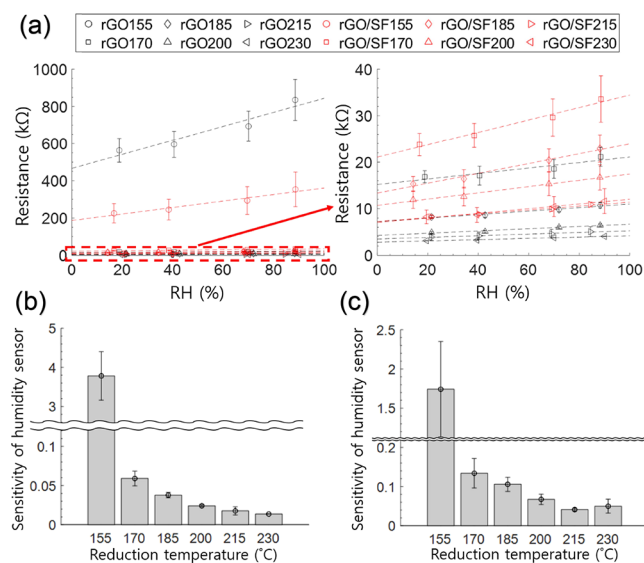 (a)
rGO155 rGO185 rGO215 rGO/SF155 rGO/SF185 rGO/SF215
rGO170 rGO200 rGO230 rGO/SF170 rGO/SF200 rGO/SF230
Resistance (kΩ)
1000
800
600
400
200
0
0 20 40 60 80 100
RH (%)
Resistance (kΩ)
40
30
20
10
0
0 20 40 60 80 100
RH (%)
(b)
Sensitivity of humidity sensor
5
4
3
0.1
0.05
0
155 170 185 200 215 230
Reduction temperature (˚C)
(c)
Sensitivity of humidity sensor
2.5
2
1.5
0.2
0.1
0
155 170 185 200 215 230
Reduction temperature (˚C)